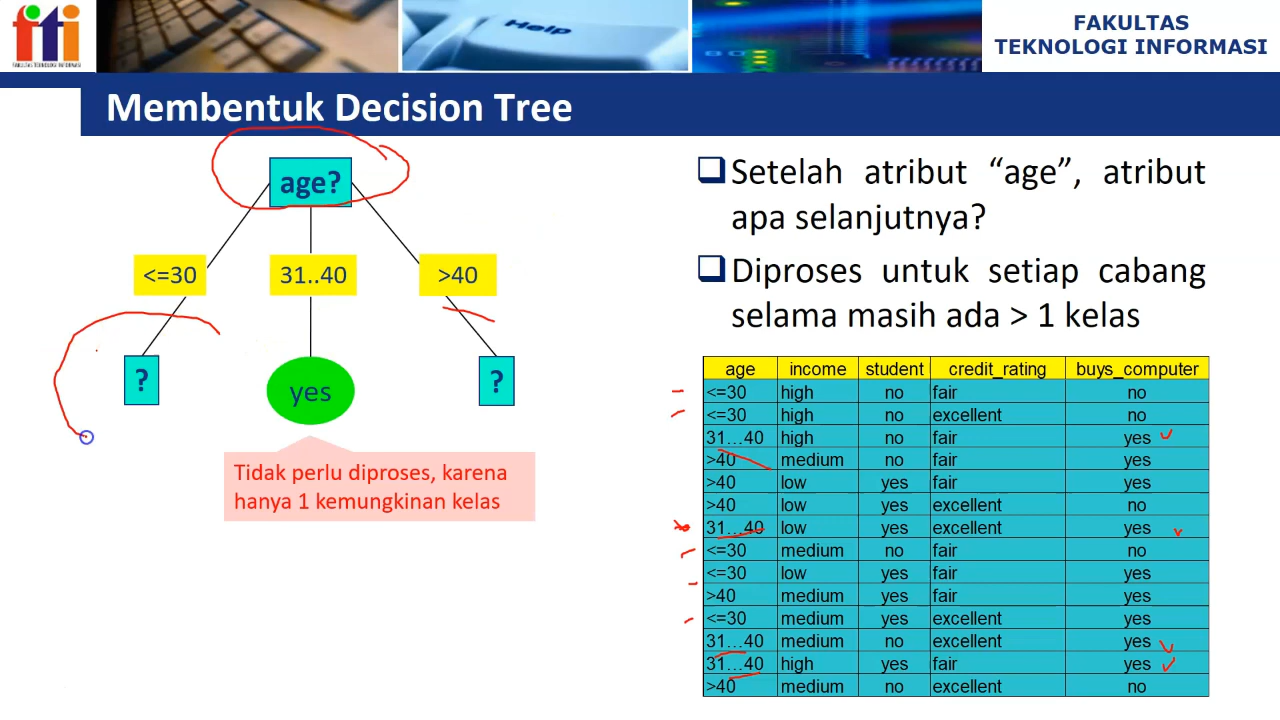 fti
FAKULTAS TEKNOLOGI INFORMASI
Help
FAKULTAS
TEKNOLOGI INFORMASI
Membentuk Decision Tree
age?
<=30 31..40 >40
? yes ?
Tidak perlu diproses, karena
hanya 1 kemungkinan kelas
Setelah atribut “age”, atribut
apa selanjutnya?
Diproses untuk setiap cabang
selama masih ada > 1 kelas
age income student credit_rating buys_computer
<=30 high no fair no
<=30 high no excellent no
31…40 high no fair yes
>40 medium no fair yes
>40 low yes fair yes
>40 low yes excellent no
31…40 low yes excellent yes
<=30 medium no fair no
<=30 low yes fair yes
>40 medium yes fair yes
<=30 medium yes excellent yes
31…40 medium no excellent yes
31…40 high yes fair yes
>40 medium no excellent no